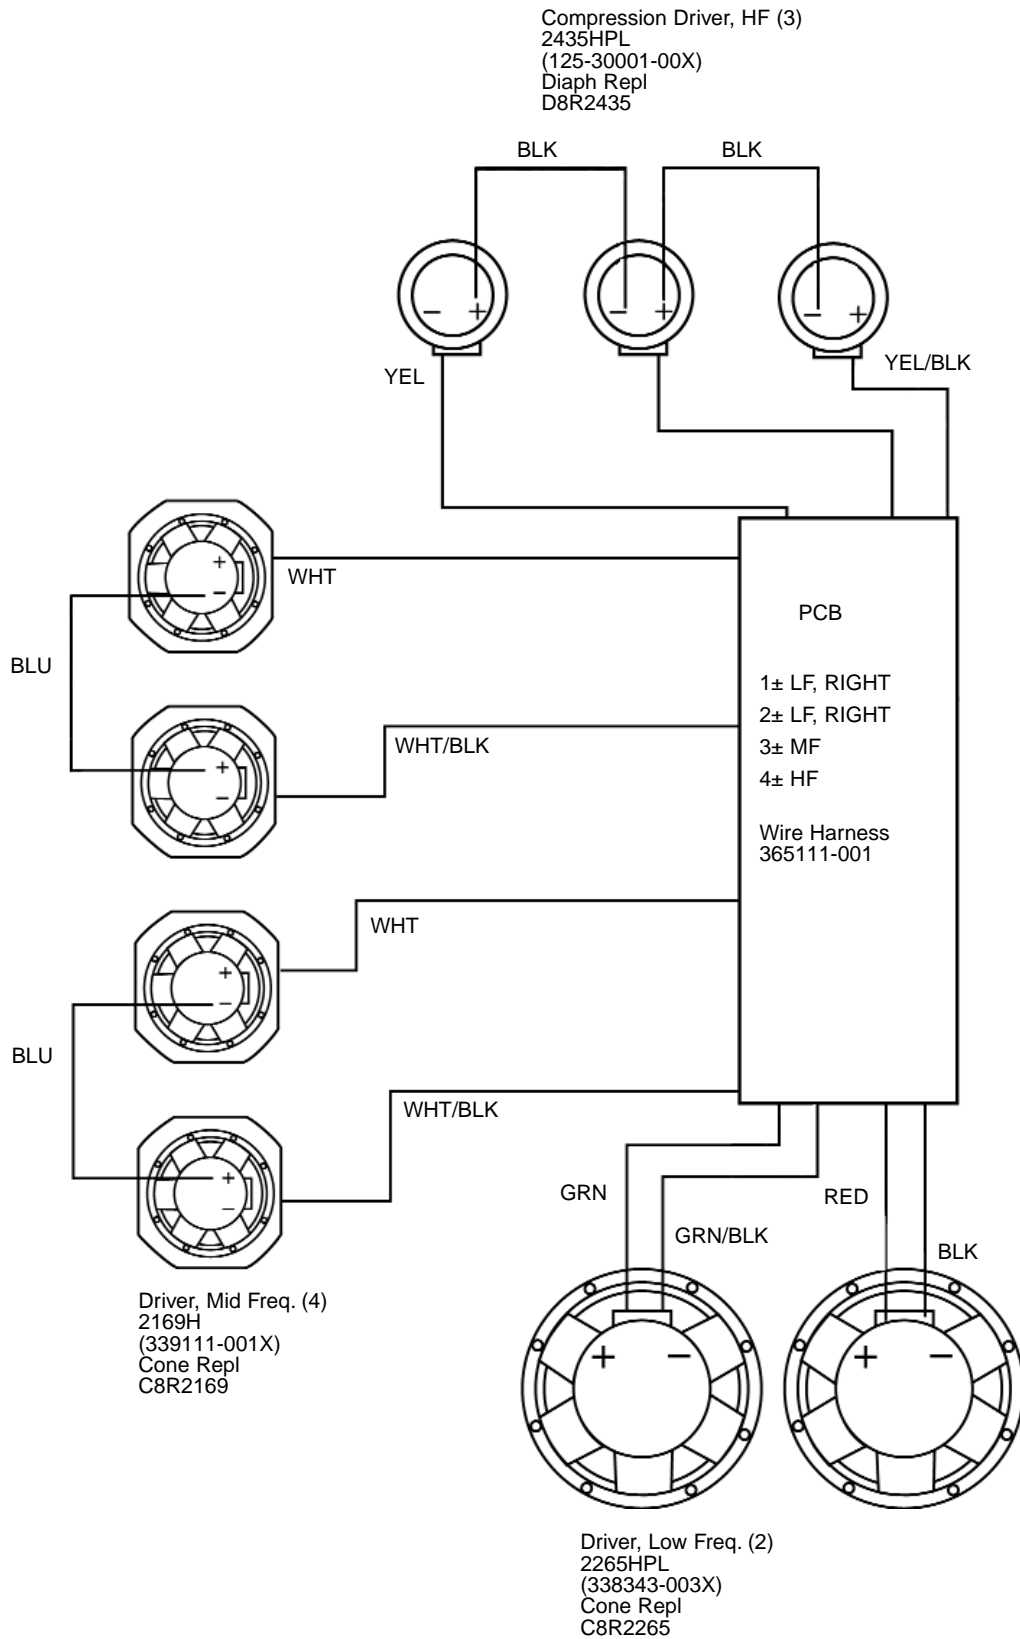 Compression Driver, HF (3)
2435HPL
(125-30001-00X)
Diaph Repl
D8R2435
BLK
BLK
− +
− +
− +
YEL
YEL/BLK
+
−
WHT
BLU
+
−
WHT/BLK
PCB
1± LF, RIGHT
2± LF, RIGHT
3± MF
4± HF
Wire Harness
365111-001
WHT
+
−
BLU
WHT/BLK
+
−
GRN
GRN/BLK
RED
BLK
Driver, Mid Freq. (4)
2169H
(339111-001X)
Cone Repl
C8R2169
+ −
+ −
Driver, Low Freq. (2)
2265HPL
(338343-003X)
Cone Repl
C8R2265